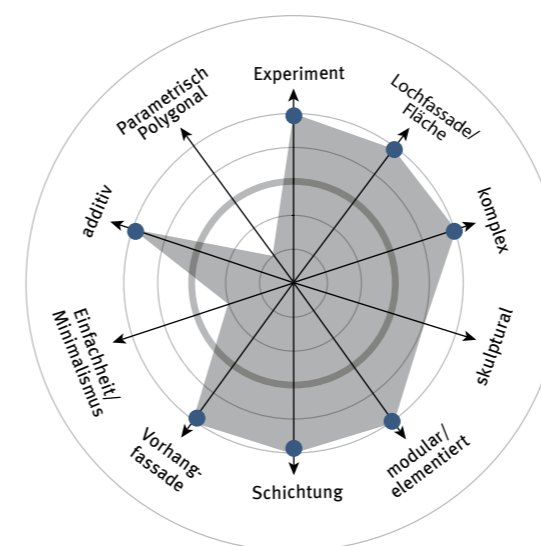 Experiment
Lochfassade/
Fläche
komplex
skulptural
modular/
elementiert
Schichtung
Vorhang-
fassade
Einfachheit/
Minimalismus
additiv
Parametrisch
Polygonal